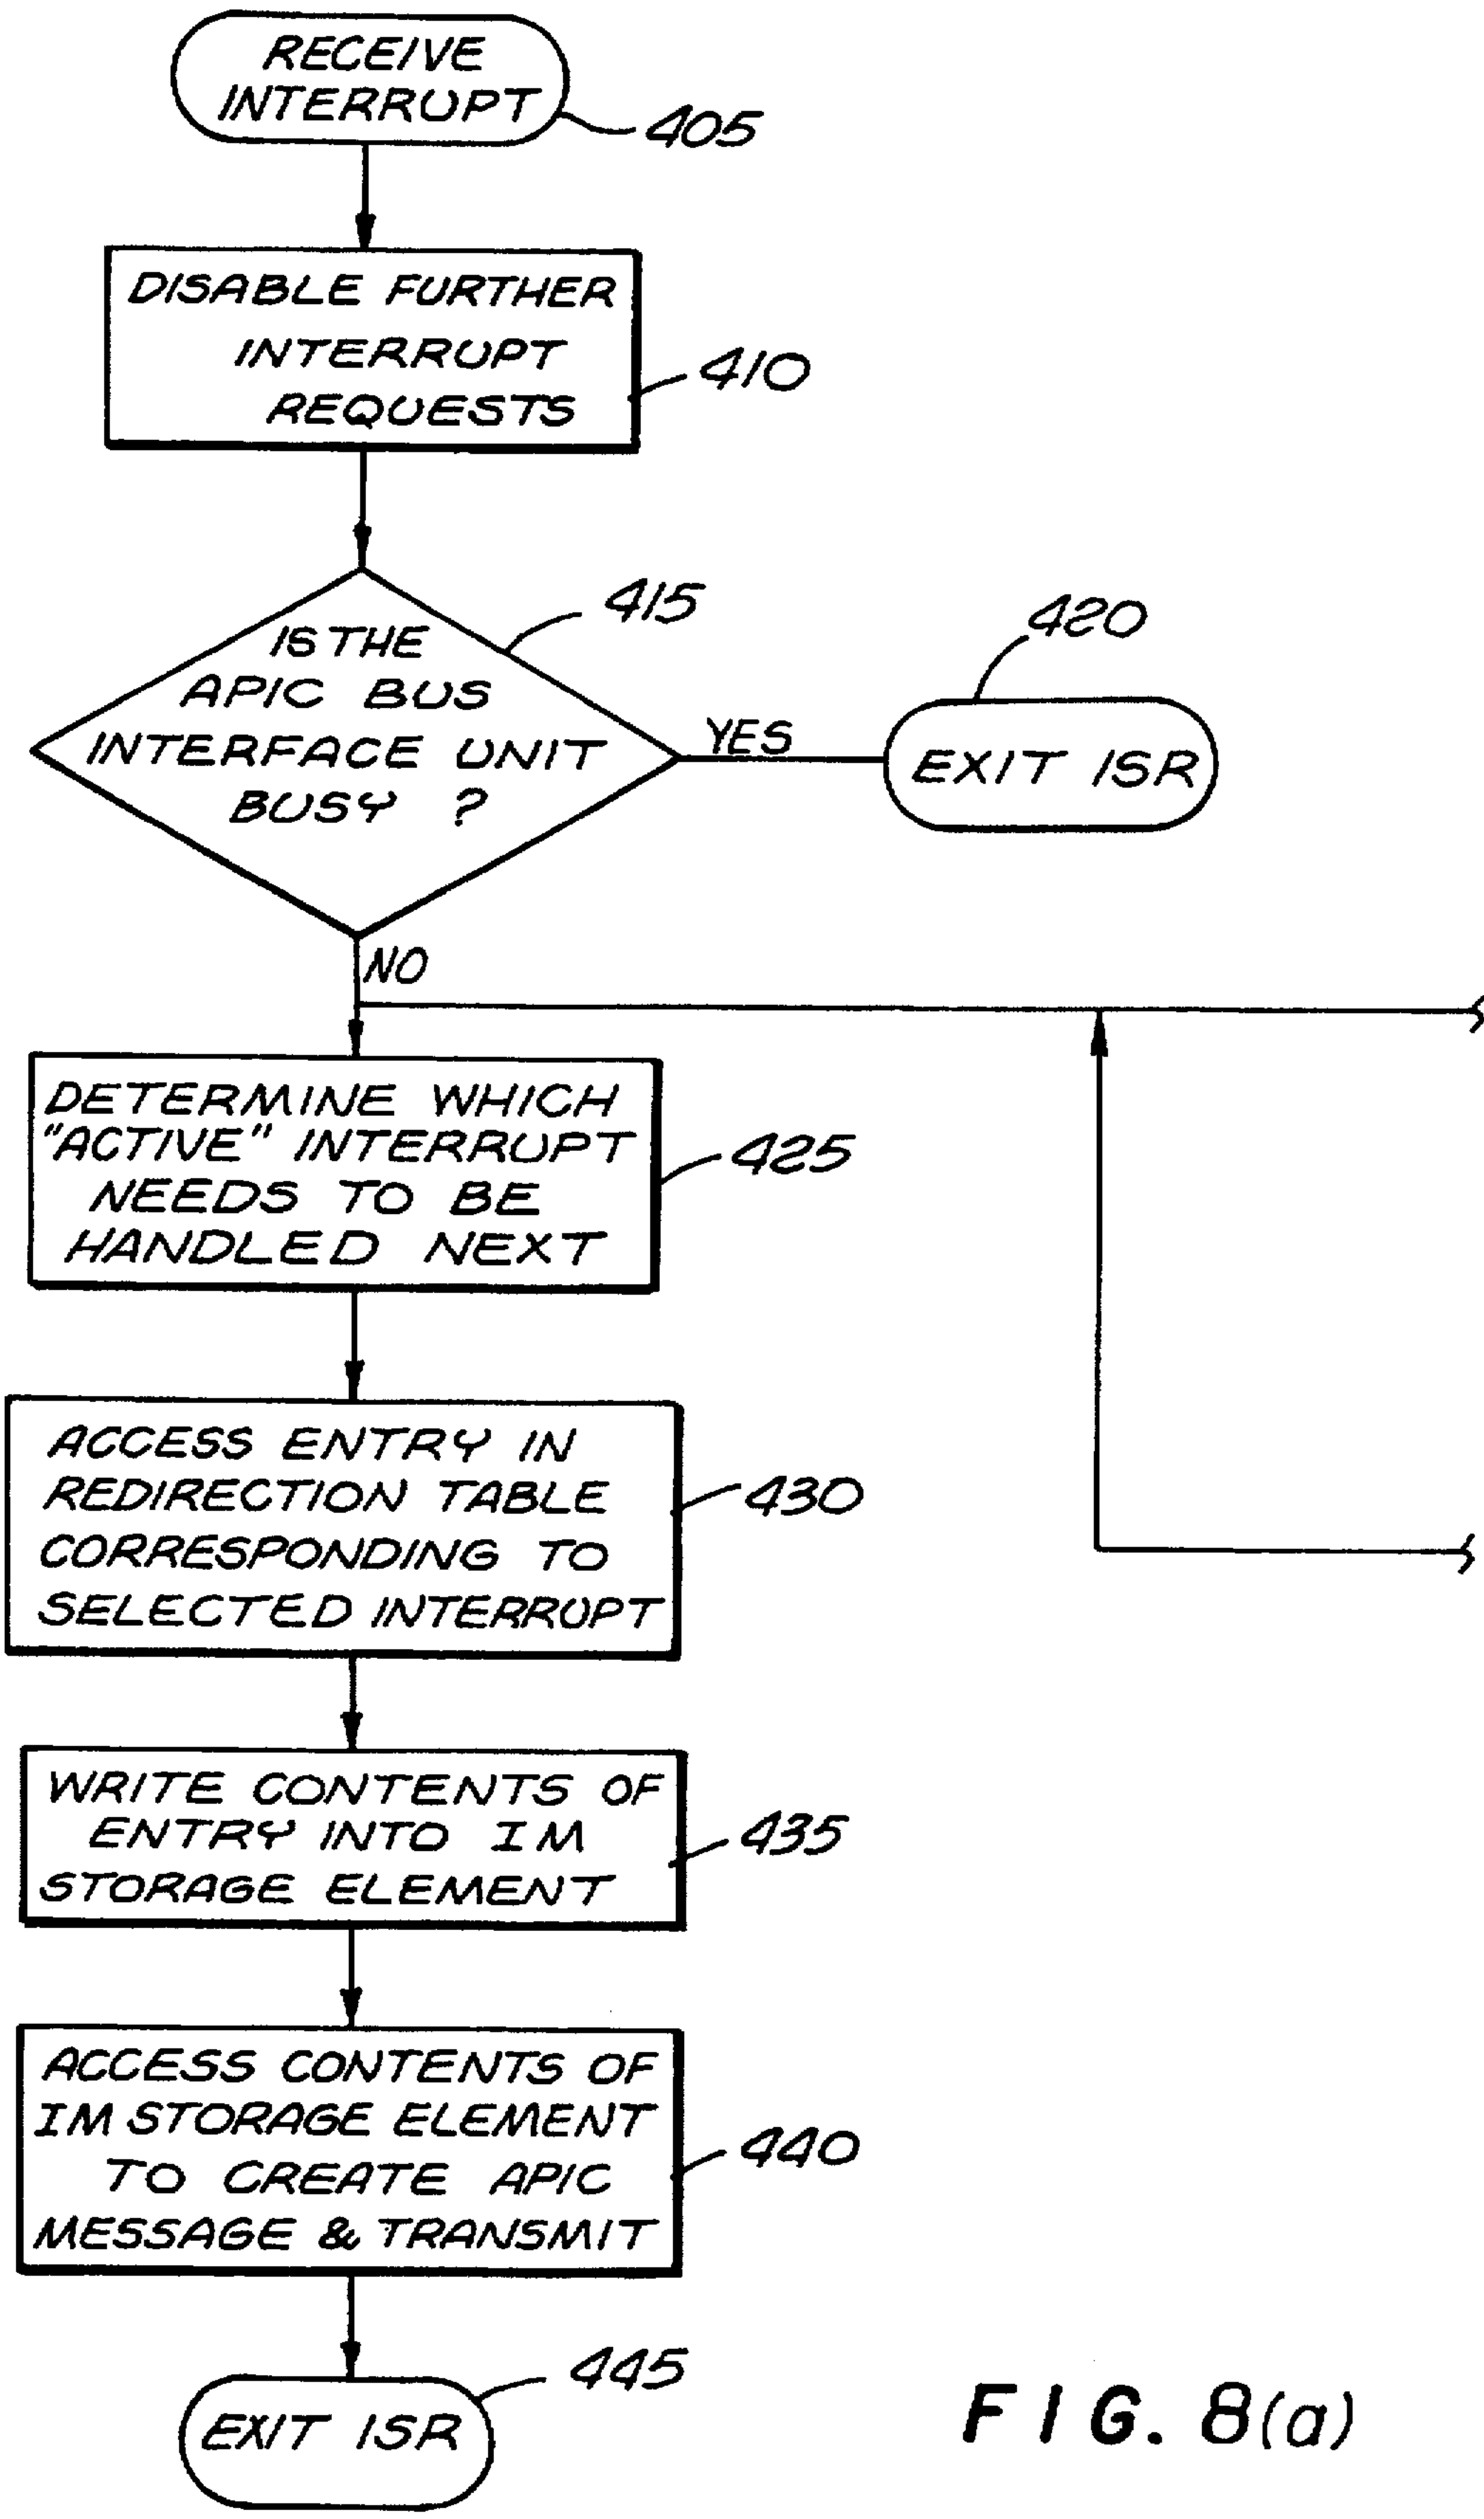 RECEIVE
INTERRUPT
405
DISABLE FURTHER
INTERRUPT
REQUESTS
410
IS THE
APIC BUS
INTERFACE UNIT
BUSY ?
415
YES
420
EXIT ISR
NO
DETERMINE WHICH
"ACTIVE" INTERRUPT
NEEDS TO BE
HANDLED NEXT
425
ACCESS ENTRY IN
REDIRECTION TABLE
CORRESPONDING TO
SELECTED INTERRUPT
430
WRITE CONTENTS OF
ENTRY INTO IM
STORAGE ELEMENT
435
ACCESS CONTENTS OF
IM STORAGE ELEMENT
TO CREATE APIC
MESSAGE & TRANSMIT
440
445
EXIT ISR
FIG. 8(a)